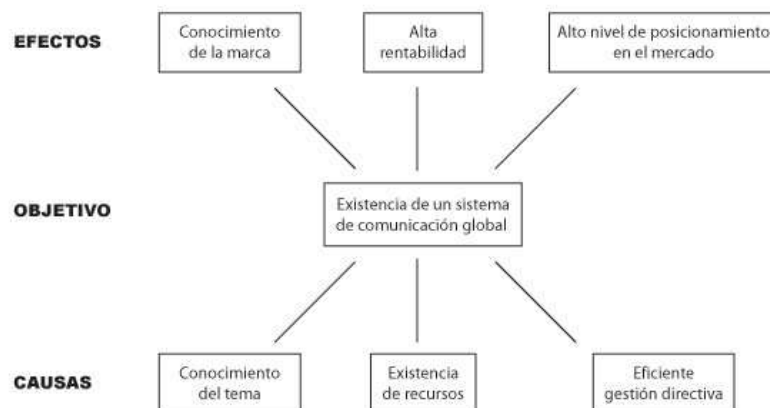 EFECTOS
Conocimiento
de la marca
Alta
rentabilidad
Alto nivel de posicionamiento
en el mercado
OBJETIVO
Existencia de un sistema
de comunicación global
CAUSAS
Conocimiento
del tema
Existencia
de recursos
Eficiente
gestión directiva